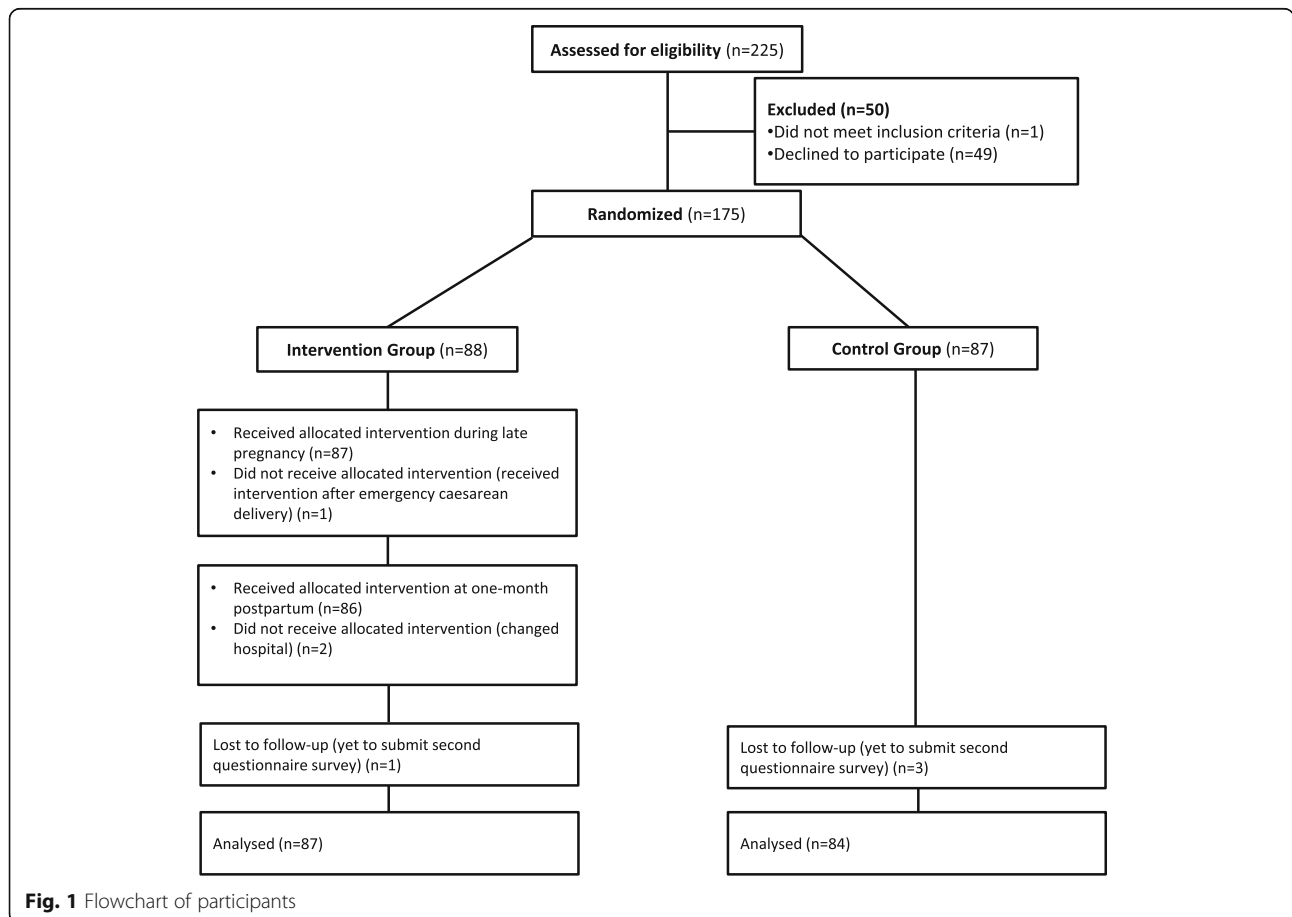 Assessed for eligibility (n=225)
Excluded (n=50)
•Did not meet inclusion criteria (n=1)
•Declined to participate (n=49)
Randomized (n=175)
Intervention Group (n=88)
Control Group (n=87)
• Received allocated intervention during late
pregnancy (n=87)
• Did not receive allocated intervention (received
intervention after emergency caesarean
delivery) (n=1)
• Received allocated intervention at one-month
postpartum (n=86)
• Did not receive allocated intervention (changed
hospital) (n=2)
Lost to follow-up (yet to submit second
questionnaire survey) (n=1)
Lost to follow-up (yet to submit second
questionnaire survey) (n=3)
Analysed (n=87)
Analysed (n=84)
Fig. 1 Flowchart of participants